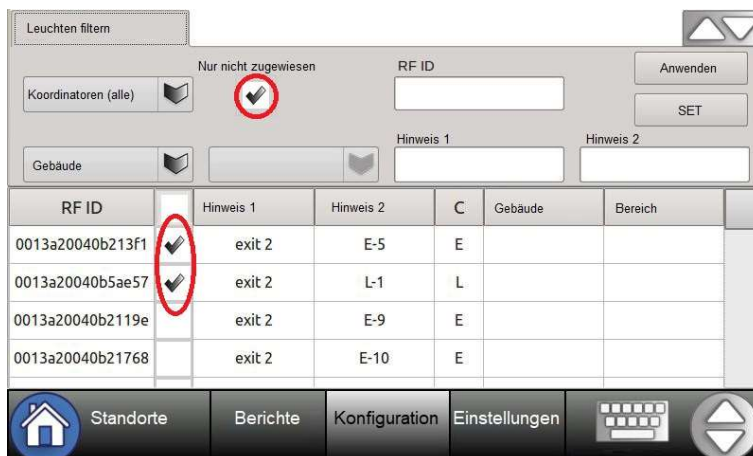 Leuchten filtern
Nur nicht zugewiesen RF ID Anwenden
Koordinatoren (alle) SET
Hinweis 1 Hinweis 2
Gebäude
RF ID Hinweis 1 Hinweis 2 C Gebäude Bereich
0013a20040b213f1 exit 2 E-5 E
0013a20040b5ae57 exit 2 L-1 L
0013a20040b2119e exit 2 E-9 E
0013a20040b21768 exit 2 E-10 E
Standorte Berichte Konfiguration Einstellungen